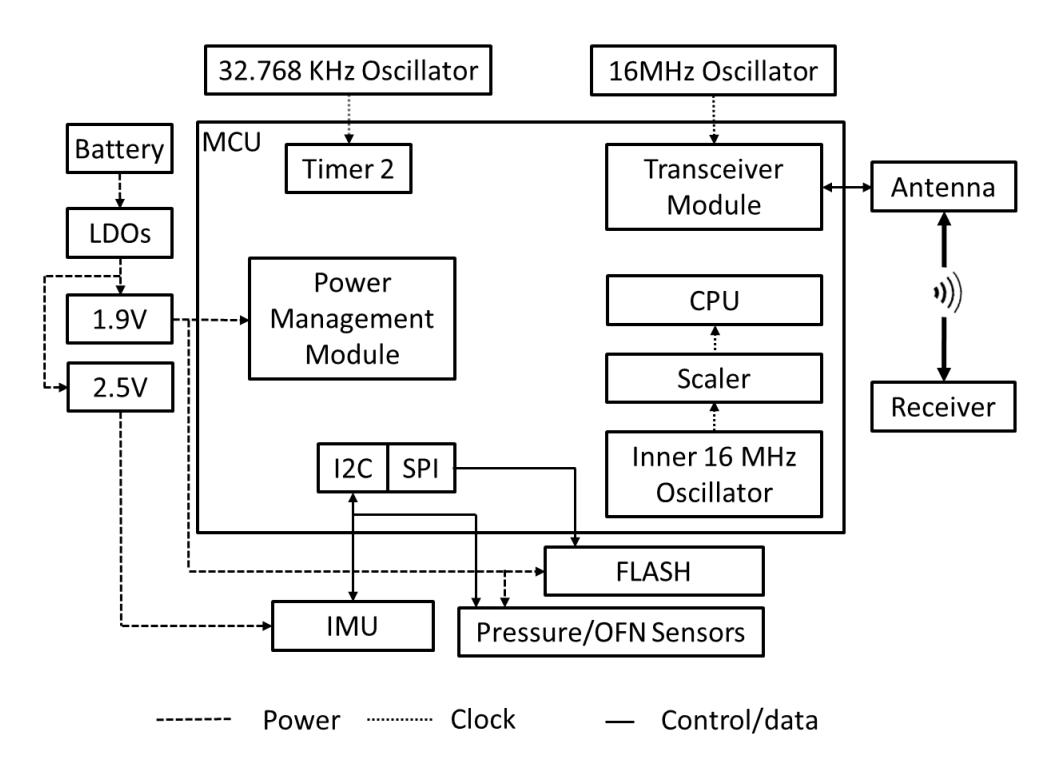 32.768 KHz Oscillator
16MHz Oscillator
MCU
Battery
Timer 2
Transceiver
Module
Antenna
LDOs
Power
Management
Module
1.9V
CPU
2.5V
Scaler
Receiver
I2C
SPI
Inner 16 MHz
Oscillator
FLASH
IMU
Pressure/OFN Sensors
Power
Clock
Control/data